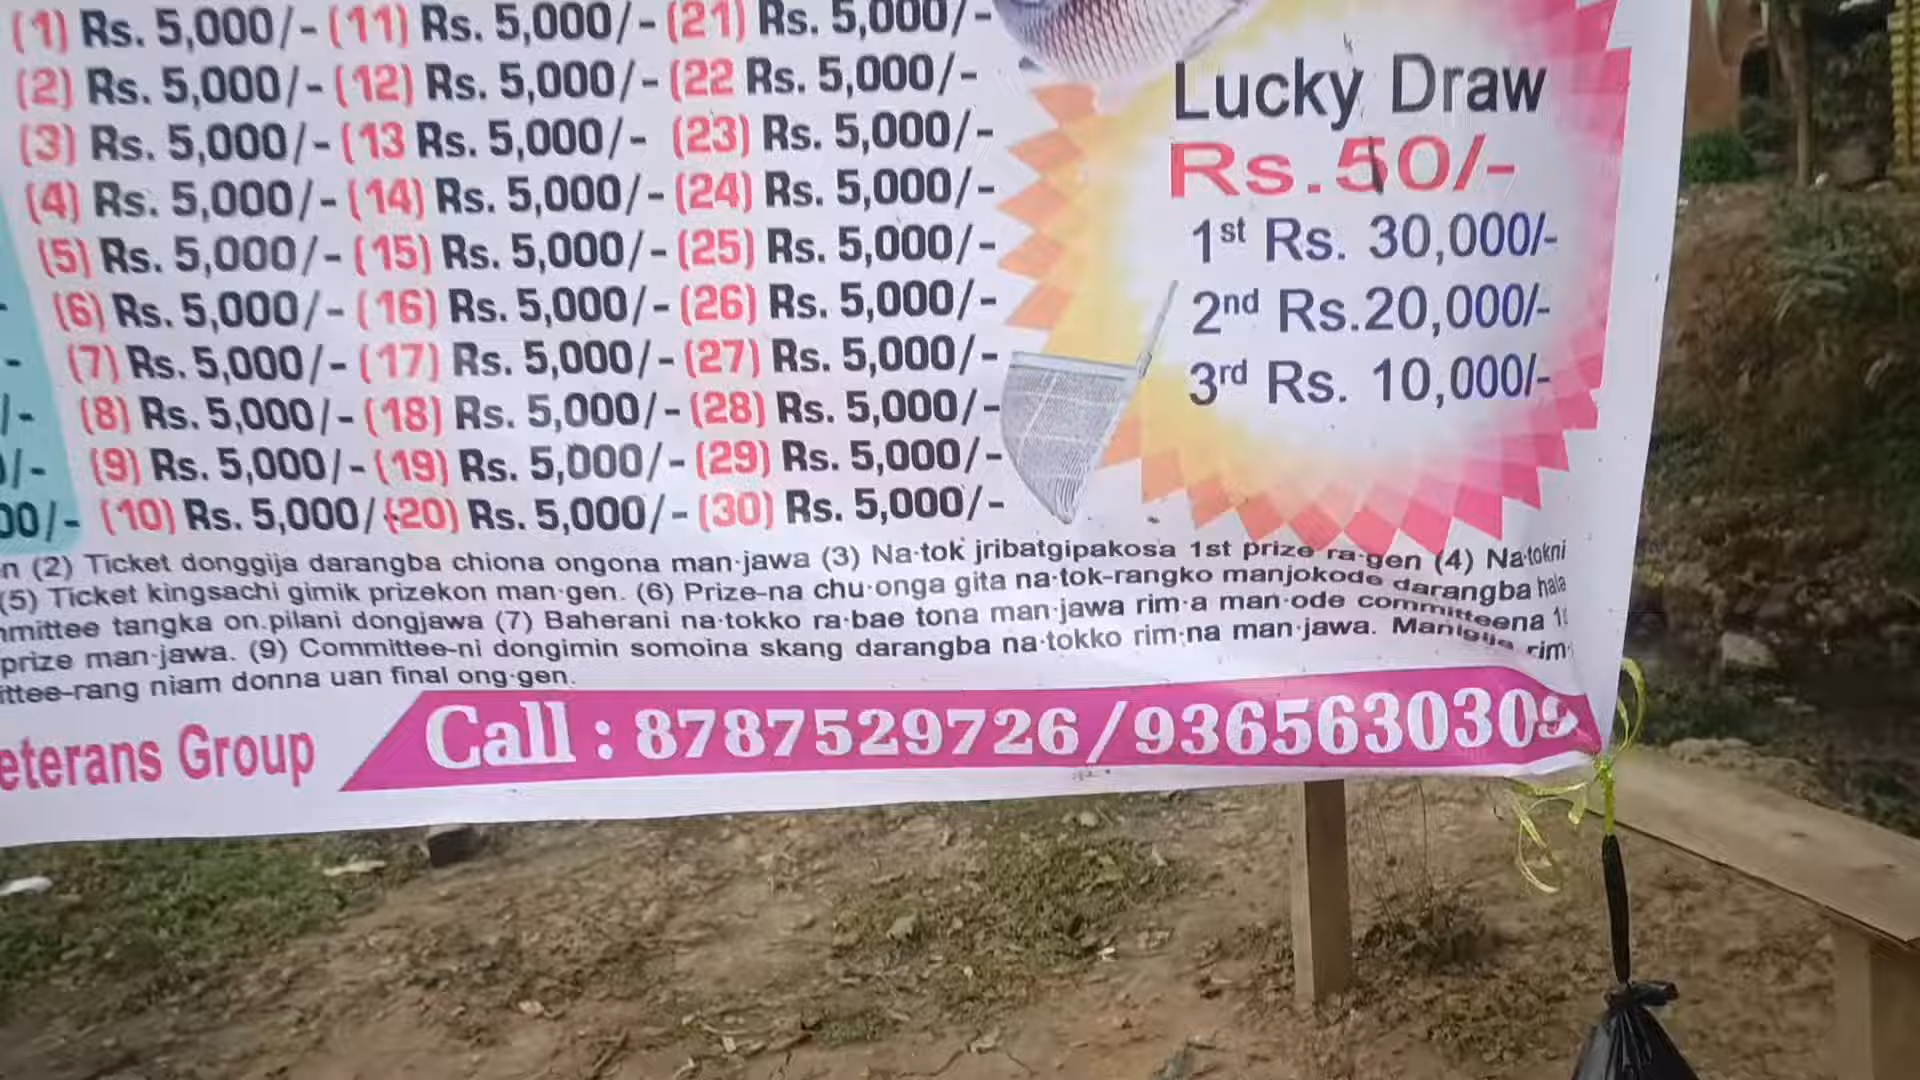 (1) Rs. 5,000/- (11) Rs. 5,000/- (21) Rs. 5,000/-
(2) Rs. 5,000/- (12) Rs. 5,000/- (22 Rs. 5,000/-
(3) Rs. 5,000/- (13 Rs. 5,000/- (23) Rs. 5,000/-
(4) Rs. 5,000/- (14) Rs. 5,000/- (24) Rs. 5,000/-
(5) Rs. 5,000/- (15) Rs. 5,000/- (25) Rs. 5,000/-
(6) Rs. 5,000/- (16) Rs. 5,000/- (26) Rs. 5,000/-
(7) Rs. 5,000/- (17) Rs. 5,000/- (27) Rs. 5,000/-
(8) Rs. 5,000/- (18) Rs. 5,000/- (28) Rs. 5,000/-
(9) Rs. 5,000/- (19) Rs. 5,000/- (29) Rs. 5,000/-
00/- (10) Rs. 5,000/ (20) Rs. 5,000/- (30) Rs. 5,000/-
Lucky Draw
Rs.50/-
1st Rs. 30,000/-
2nd Rs.20,000/-
3rd Rs. 10,000/-
n (2) Ticket donggija darangba chiona ongona man·jawa (3) Na·tok jribatgipakosa 1st prize ra·gen (4) Na·tokni
(5) Ticket kingsachi gimik prizekon man·gen. (6) Prize-na chu·onga gita na·tok-rangko manjokode darangba hala
mmittee tangka on.pilani dongjawa (7) Baherani na·tokko ra·bae tona man·jawa rim·a man·ode committeena
prize man·jawa. (9) Committee-ni dongimin somoina skang darangba na·tokko rim·na man·jawa. rim·
ittee-rang niam donna uan final ong·gen.
eterans Group
Call : 8787529726/9365630309